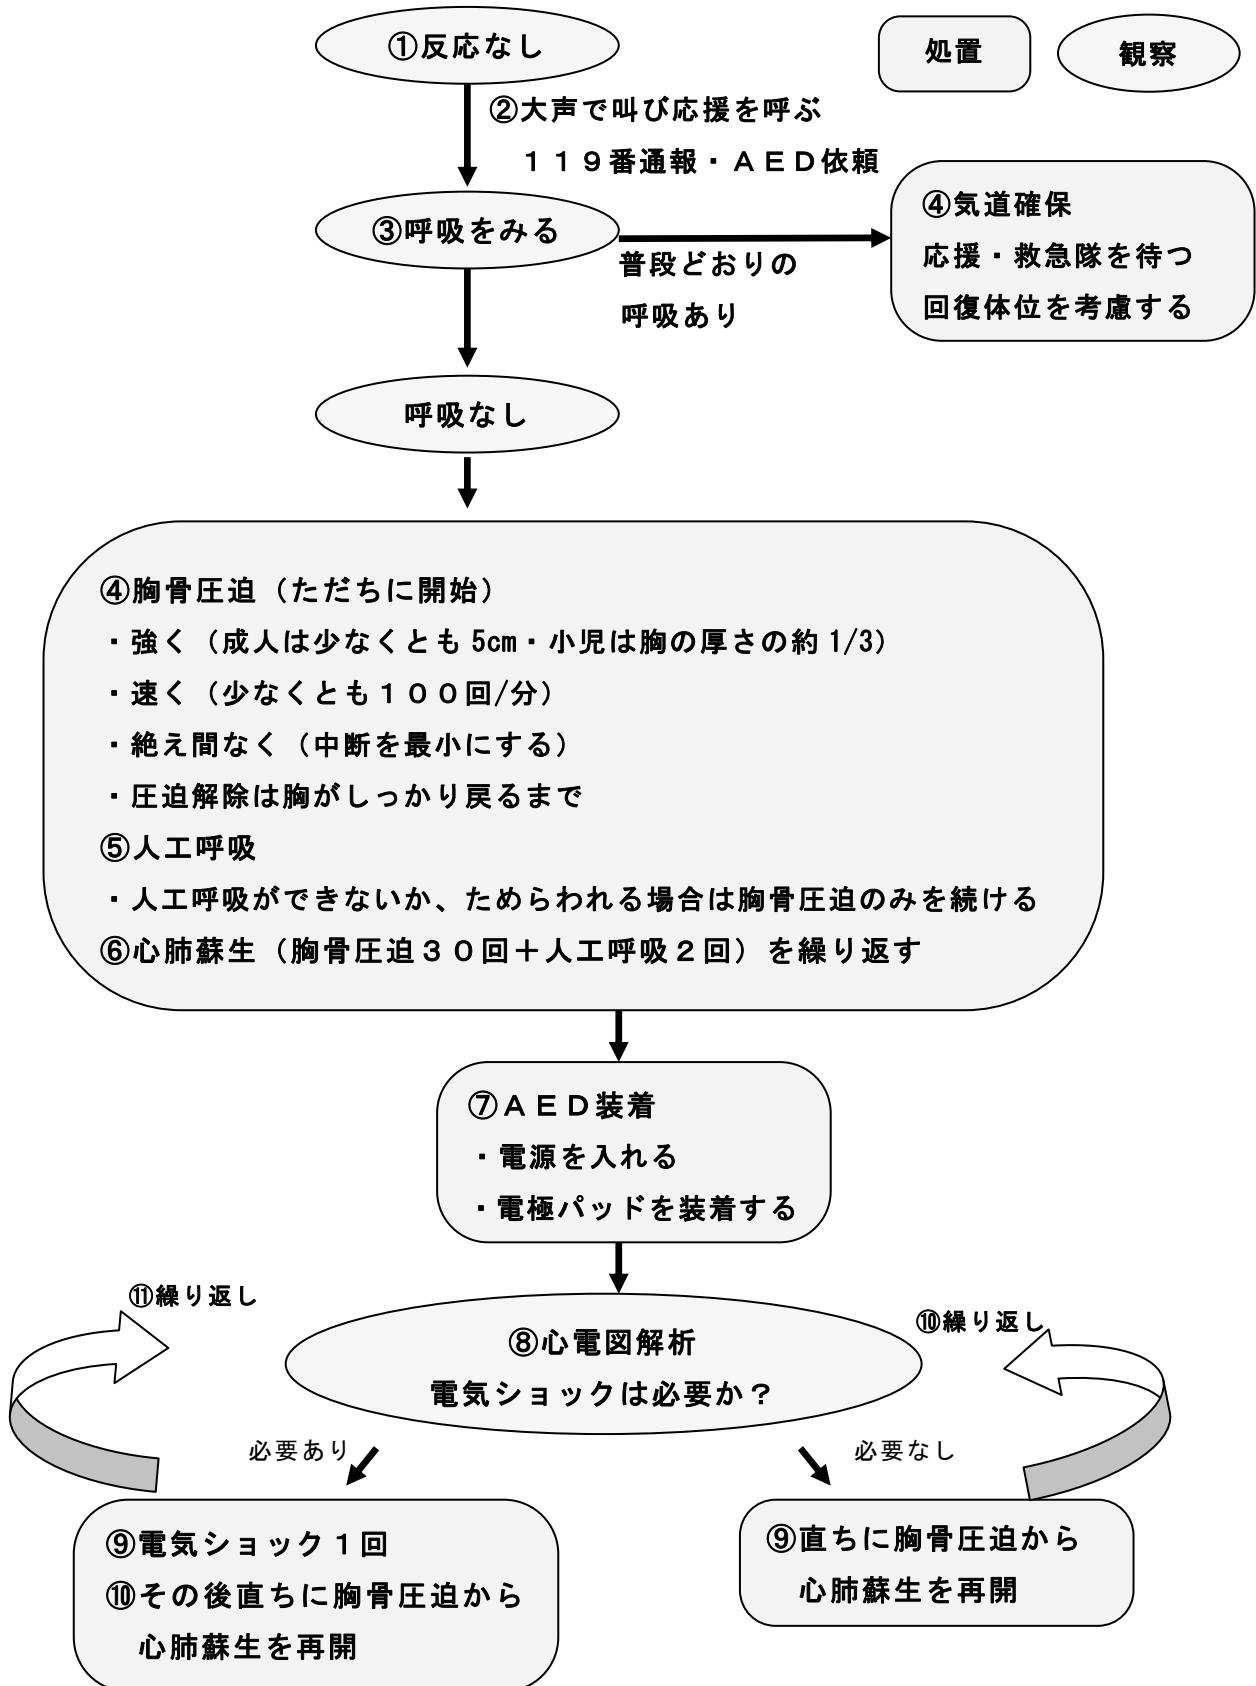 ①反応なし
処置
観察
②大声で叫び応援を呼ぶ
１１９番通報・ＡＥＤ依頼
③呼吸をみる
普段どおりの
呼吸あり
④気道確保
応援・救急隊を待つ
回復体位を考慮する
呼吸なし
④胸骨圧迫（ただちに開始）
・強く（成人は少なくとも 5cm・小児は胸の厚さの約 1/3）
・速く（少なくとも１００回/分）
・絶え間なく（中断を最小にする）
・圧迫解除は胸がしっかり戻るまで
⑤人工呼吸
・人工呼吸ができないか、ためらわれる場合は胸骨圧迫のみを続ける
⑥心肺蘇生（胸骨圧迫３０回＋人工呼吸２回）を繰り返す
⑦ＡＥＤ装着
・電源を入れる
・電極パッドを装着する
⑪繰り返し
⑩繰り返し
⑧心電図解析
電気ショックは必要か？
必要あり
必要なし
⑨電気ショック１回
⑩その後直ちに胸骨圧迫から
心肺蘇生を再開
⑨直ちに胸骨圧迫から
心肺蘇生を再開